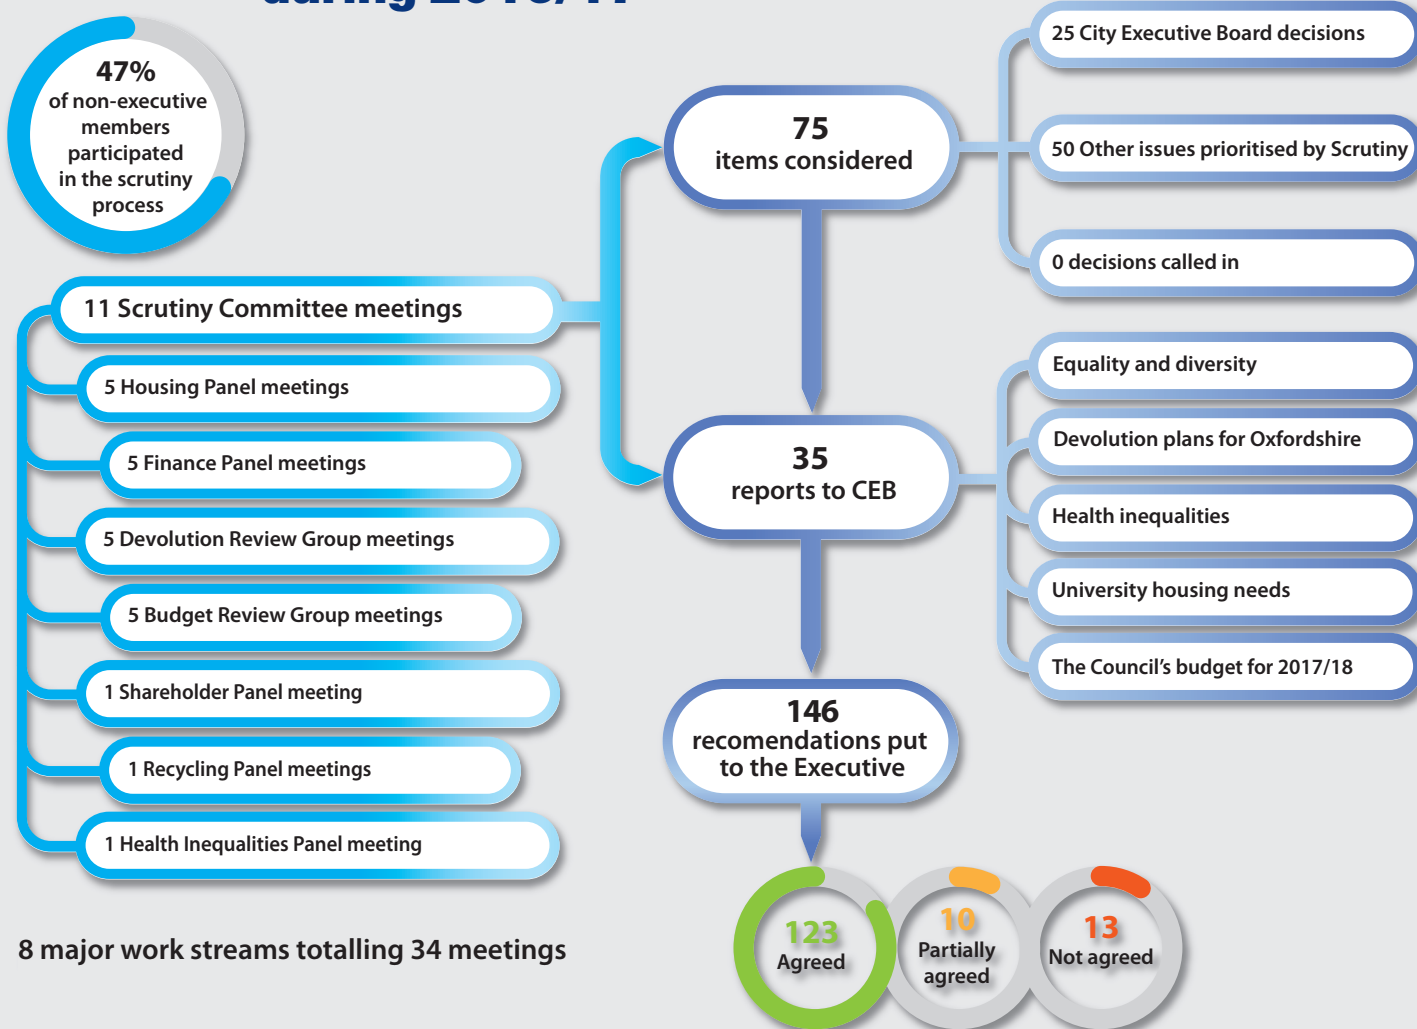 during 2016/17
47%
of non-executive
members
participated
in the scrutiny
process
11 Scrutiny Committee meetings
5 Housing Panel meetings
5 Finance Panel meetings
5 Devolution Review Group meetings
5 Budget Review Group meetings
1 Shareholder Panel meeting
1 Recycling Panel meetings
1 Health Inequalities Panel meeting
8 major work streams totalling 34 meetings
75
items considered
35
reports to CEB
146
recomendations put
to the Executive
123
Agreed
10
Partially
agreed
13
Not agreed
25 City Executive Board decisions
50 Other issues prioritised by Scrutiny
0 decisions called in
Equality and diversity
Devolution plans for Oxfordshire
Health inequalities
University housing needs
The Council’s budget for 2017/18